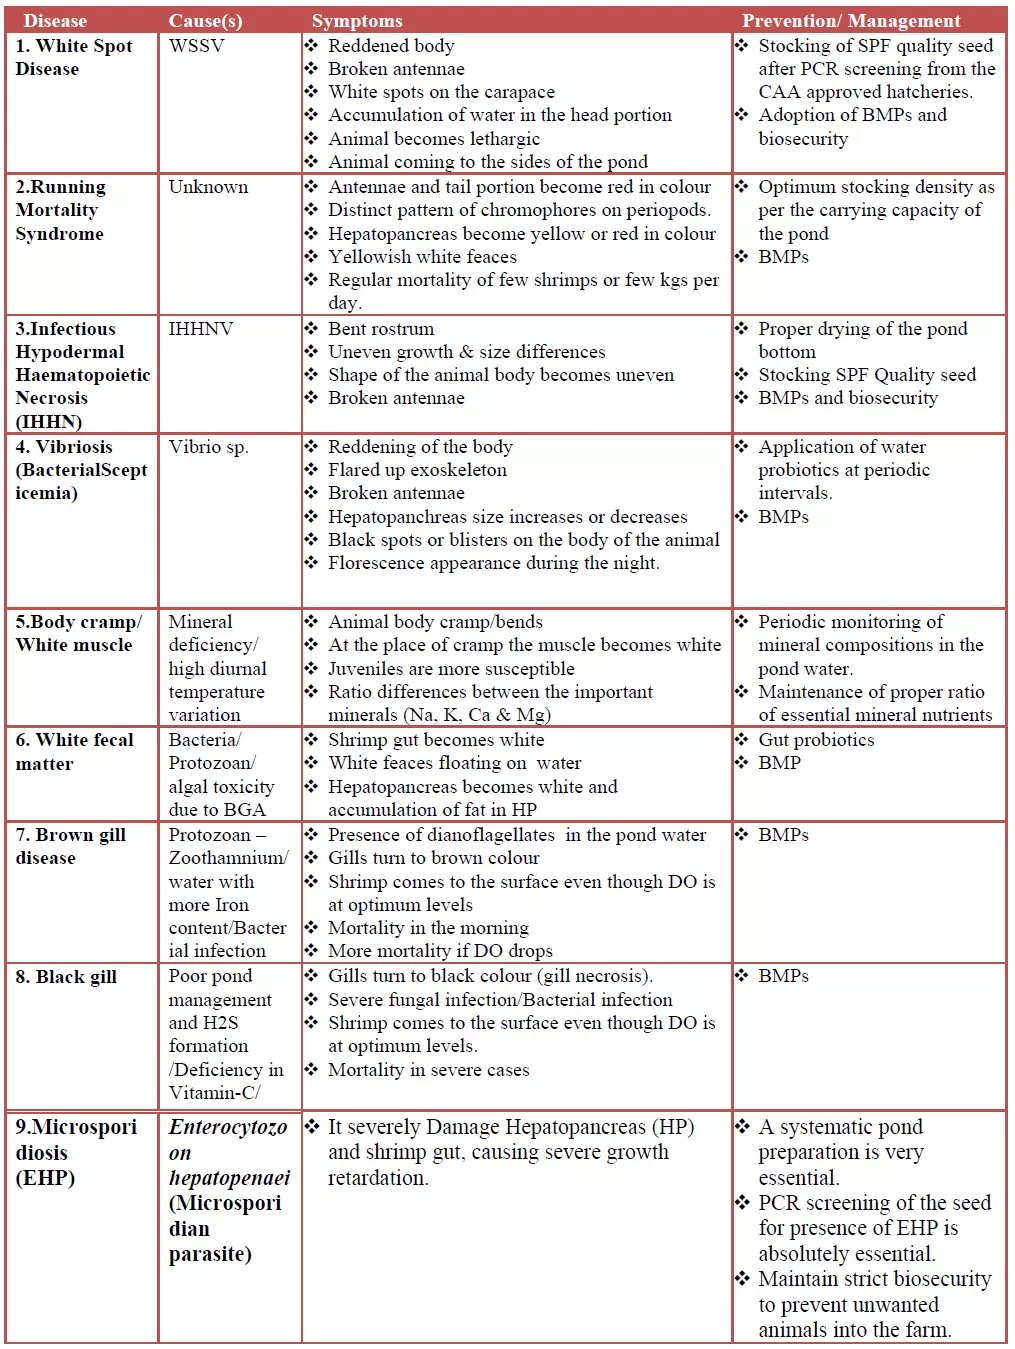 Disease Cause(s) Symptoms Prevention/ Management
1. White Spot
Disease
WSSV
❖ Reddened body
❖ Broken antennae
❖ White spots on the carapace
❖ Accumulation of water in the head portion
❖ Animal becomes lethargic
❖ Animal coming to the sides of the pond
❖ Stocking of SPF quality seed
after PCR screening from the
CAA approved hatcheries.
❖ Adoption of BMPs and
biosecurity
2.Running
Mortality
Syndrome
Unknown
❖ Antennae and tail portion become red in colour
❖ Distinct pattern of chromophores on periopods.
❖ Hepatopancreas become yellow or red in colour
❖ Yellowish white feaces
❖ Regular mortality of few shrimps or few kgs per
day.
❖ Optimum stocking density as
per the carrying capacity of
the pond
❖ BMPs
3.Infectious
Hypodermal
Haematopoietic
Necrosis
(IHHN)
IHHNV
❖ Bent rostrum
❖ Uneven growth & size differences
❖ Shape of the animal body becomes uneven
❖ Broken antennae
❖ Proper drying of the pond
bottom
❖ Stocking SPF Quality seed
❖ BMPs and biosecurity
4. Vibriosis
(BacterialScept
icemia)
Vibrio sp.
❖ Reddening of the body
❖ Flared up exoskeleton
❖ Broken antennae
❖ Hepatopanchreas size increases or decreases
❖ Black spots or blisters on the body of the animal
❖ Florescence appearance during the night.
❖ Application of water
probiotics at periodic
intervals.
❖ BMPs
5.Body cramp/
White muscle
Mineral
deficiency/
high diurnal
temperature
variation
❖ Animal body cramp/bends
❖ At the place of cramp the muscle becomes white
❖ Juveniles are more susceptible
❖ Ratio differences between the important
minerals (Na, K, Ca & Mg)
❖ Periodic monitoring of
mineral compositions in the
pond water.
❖ Maintenance of proper ratio
of essential mineral nutrients
6. White fecal
matter
Bacteria/
Protozoan/
algal toxicity
due to BGA
❖ Shrimp gut becomes white
❖ White feaces floating on water
❖ Hepatopancreas becomes white and
accumulation of fat in HP
❖ Gut probiotics
❖ BMP
7. Brown gill
disease
Protozoan –
Zoothamnium/
water with
more Iron
content/Bacter
ial infection
❖ Presence of dianoflagellates in the pond water
❖ Gills turn to brown colour
❖ Shrimp comes to the surface even though DO is
at optimum levels
❖ Mortality in the morning
❖ More mortality if DO drops
❖ BMPs
8. Black gill
Poor pond
management
and H2S
formation
/Deficiency in
Vitamin-C/
❖ Gills turn to black colour (gill necrosis).
❖ Severe fungal infection/Bacterial infection
❖ Shrimp comes to the surface even though DO is
at optimum levels.
❖ Mortality in severe cases
❖ BMPs
9.Microspori
diosis
(EHP)
Enterocytozo
on
hepatopenaei
(Microspori
dian
parasite)
❖ It severely Damage Hepatopancreas (HP)
and shrimp gut, causing severe growth
retardation.
❖ A systematic pond
preparation is very
essential.
❖ PCR screening of the seed
for presence of EHP is
absolutely essential.
❖ Maintain strict biosecurity
to prevent unwanted
animals into the farm.